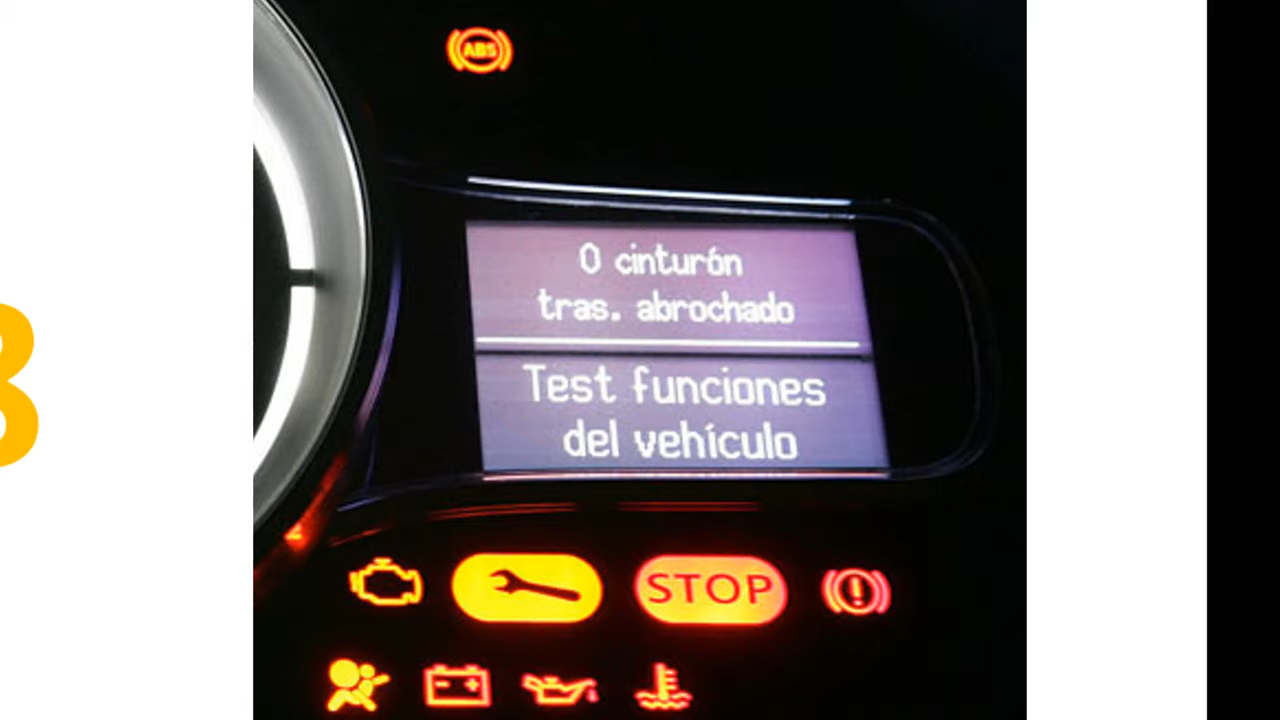 ABS
0 cinturón
tras. abrochado
Test funciones
del vehículo
STOP